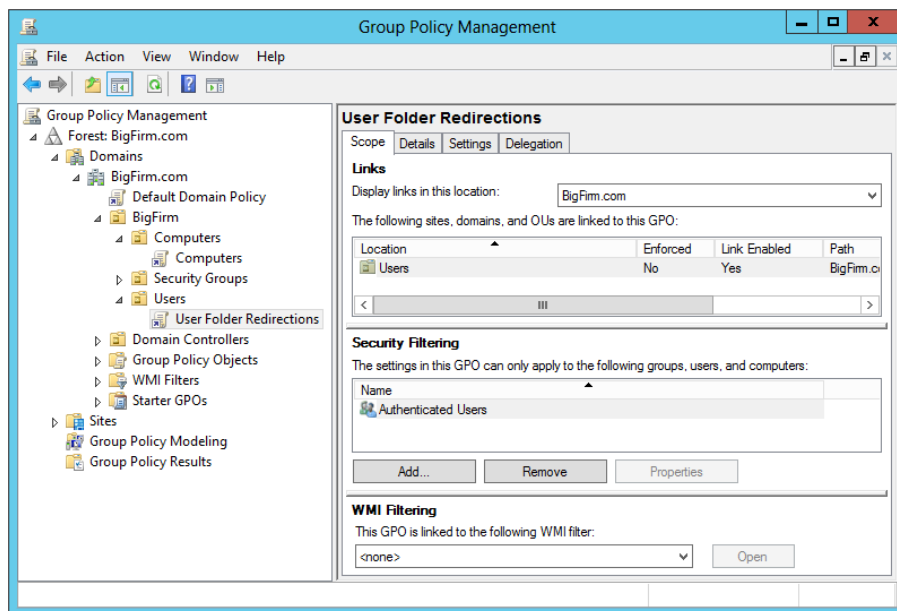 Group Policy Management
File Action View Window Help
Group Policy Management
Forest: BigFirm.com
Domains
BigFirm.com
Default Domain Policy
BigFirm
Computers
Computers
Security Groups
Users
User Folder Redirections
Domain Controllers
Group Policy Objects
WMI Filters
Starter GPOs
Sites
Group Policy Modeling
Group Policy Results
User Folder Redirections
Scope Details Settings Delegation
Links
Display links in this location: BigFirm.com
The following sites, domains, and OUs are linked to this GPO:
Location Enforced Link Enabled Path
Users No Yes BigFirm.c
Security Filtering
The settings in this GPO can only apply to the following groups, users, and computers:
Name
Authenticated Users
Add... Remove Properties
WMI Filtering
This GPO is linked to the following WMI filter:
<none> Open